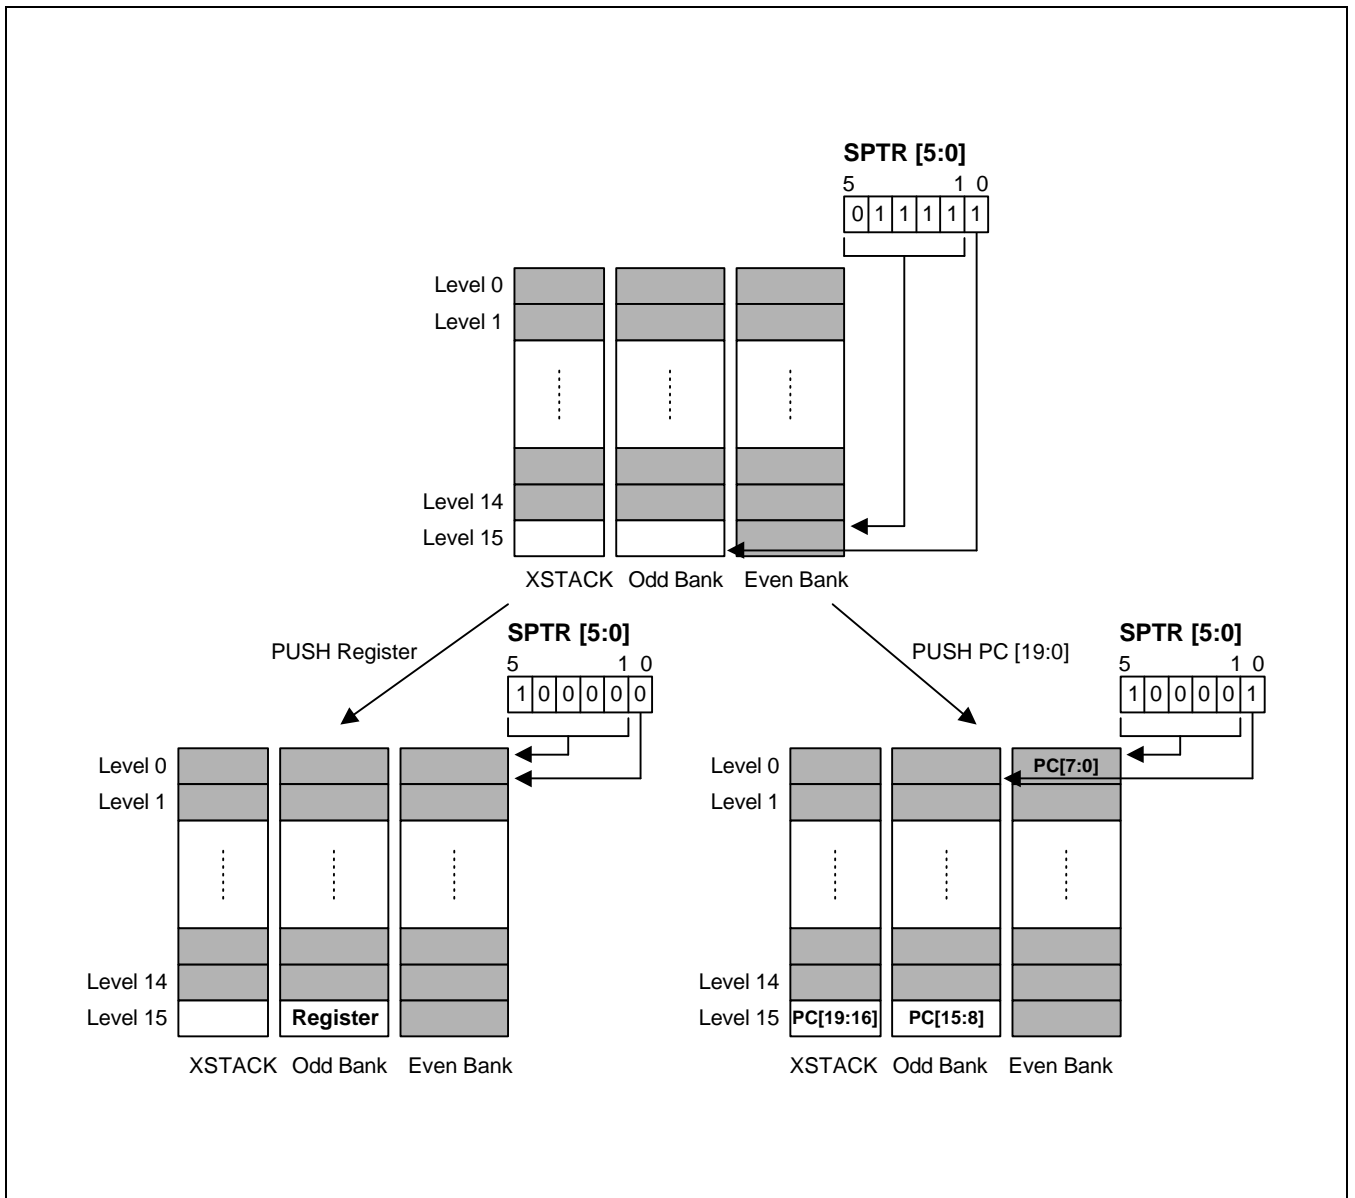 SPTR [5:0]
5 1 0
0 1 1 1 1 1
Level 0
Level 1
Level 14
Level 15
XSTACK Odd Bank Even Bank
PUSH Register
SPTR [5:0]
5 1 0
1 0 0 0 0 0
Level 0
Level 1
Level 14
Level 15 Register
XSTACK Odd Bank Even Bank
PUSH PC [19:0]
SPTR [5:0]
5 1 0
1 0 0 0 0 1
Level 0 PC[7:0]
Level 1
Level 14
Level 15 PC[19:16] PC[15:8]
XSTACK Odd Bank Even Bank